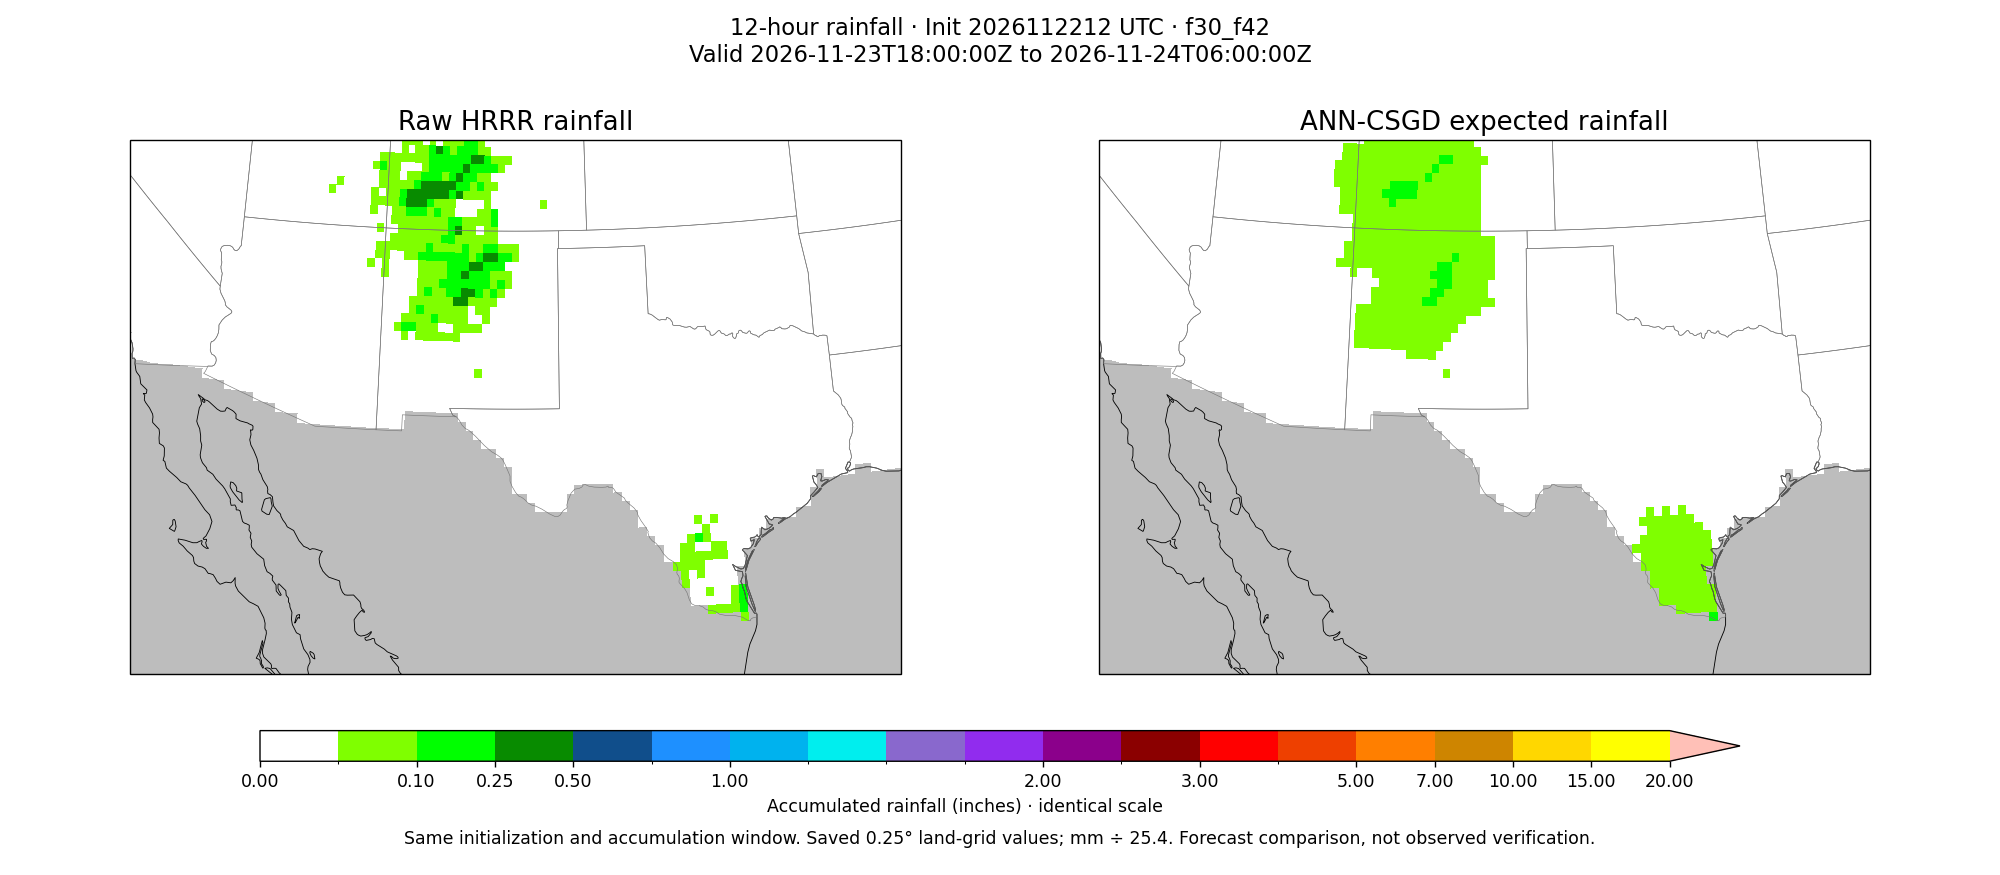 12-hour rainfall · Init 2026112212 UTC · f30_f42
Valid 2026-11-23T18:00:00Z to 2026-11-24T06:00:00Z
Raw HRRR rainfall
ANN-CSGD expected rainfall
0.00 0.10 0.25 0.50 1.00 2.00 3.00 5.00 7.00 10.00 15.00 20.00
Accumulated rainfall (inches) · identical scale
Same initialization and accumulation window. Saved 0.25° land-grid values; mm ÷ 25.4. Forecast comparison, not observed verification.